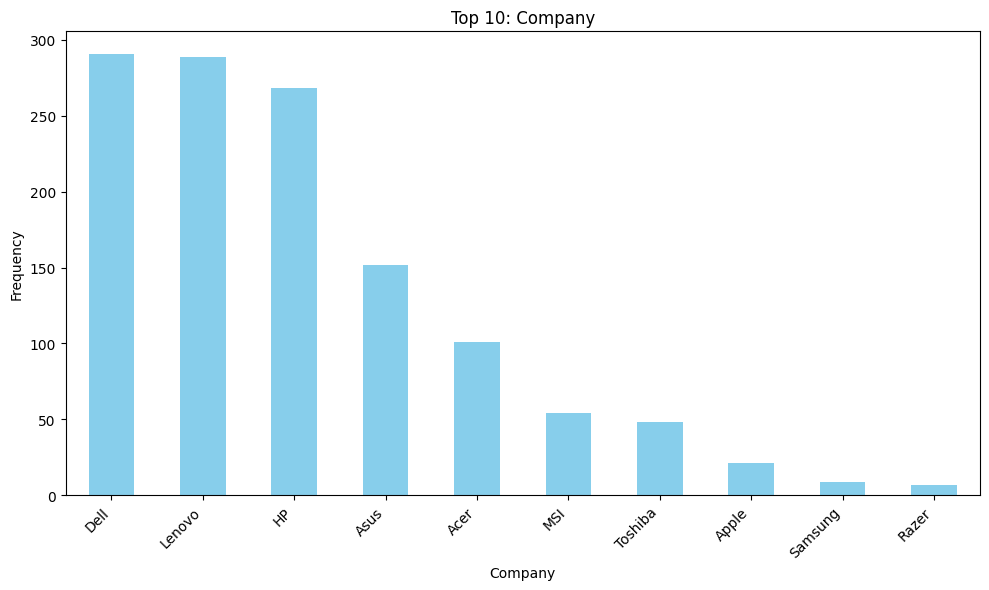 Top 10: Company
300
250
200
150
100
50
0
Frequency
Dell
Lenovo
HP
Asus
Acer
MSI
Toshiba
Apple
Samsung
Razer
Company